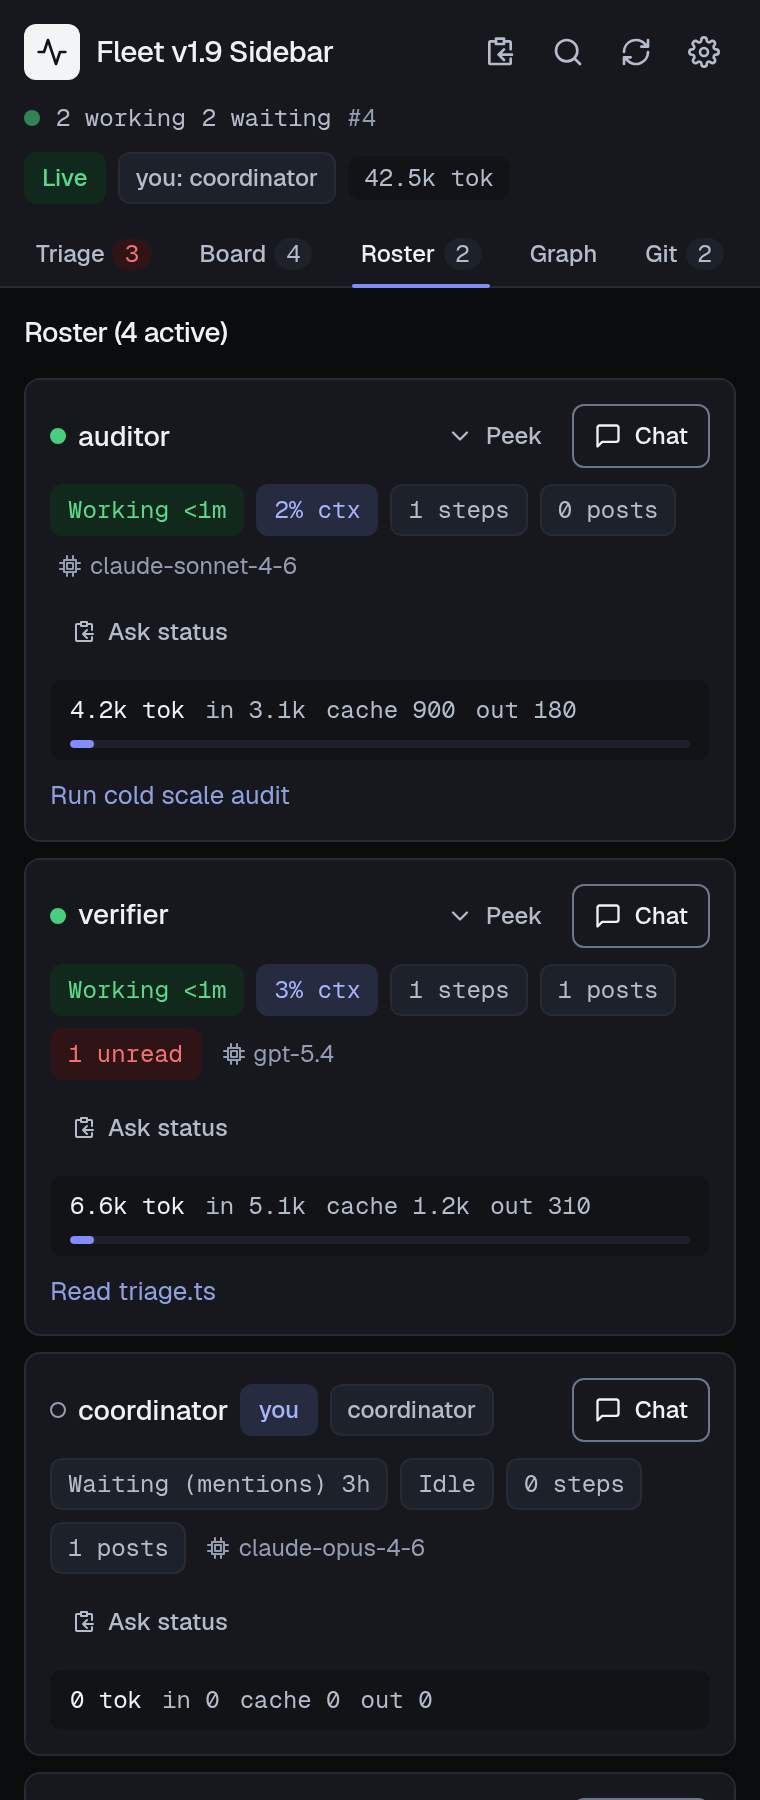 Fleet v1.9 Sidebar
2 working 2 waiting #4
Live you: coordinator 42.5k tok
Triage 3 Board 4 Roster 2 Graph Git 2
Roster (4 active)
auditor Peek Chat
Working <1m 2% ctx 1 steps 0 posts
claude-sonnet-4-6
Ask status
4.2k tok in 3.1k cache 900 out 180
Run cold scale audit
verifier Peek Chat
Working <1m 3% ctx 1 steps 1 posts
1 unread gpt-5.4
Ask status
6.6k tok in 5.1k cache 1.2k out 310
Read triage.ts
coordinator you coordinator Chat
Waiting (mentions) 3h Idle 0 steps
1 posts claude-opus-4-6
Ask status
0 tok in 0 cache 0 out 0